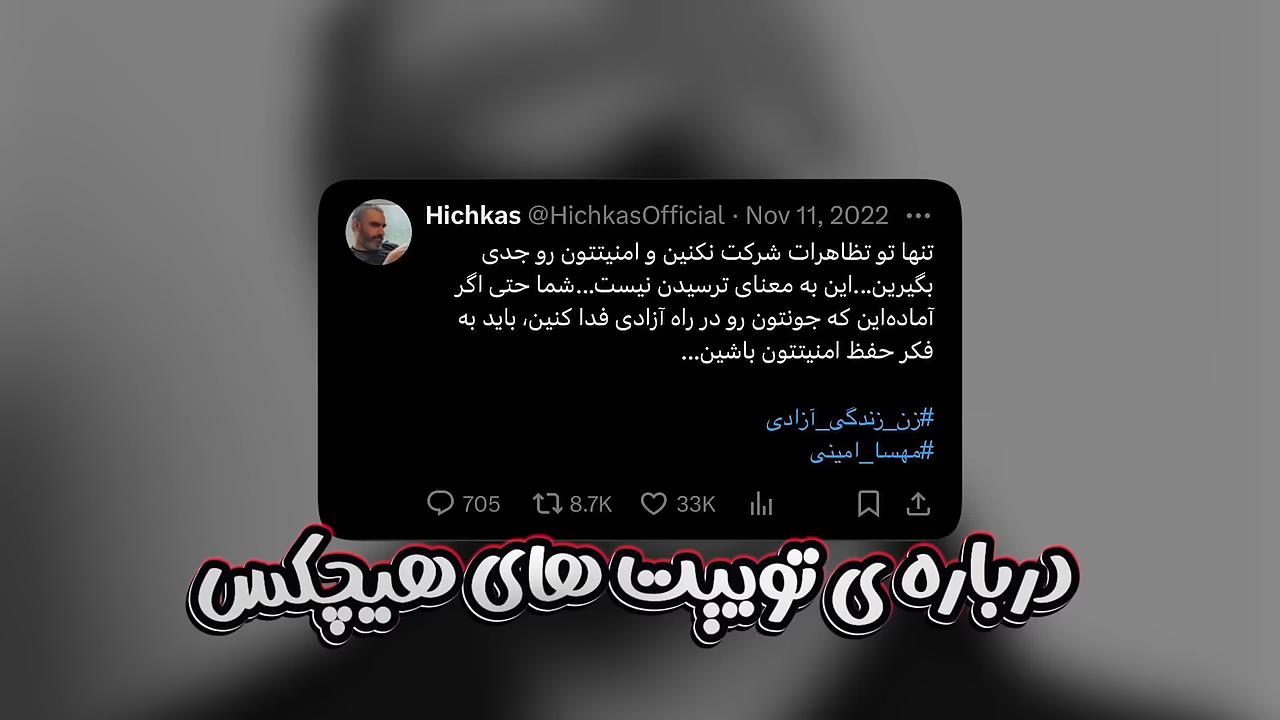 Hichkas @HichkasOfficial · Nov 11, 2022
تنها تو تظاهرات شرکت نکنین و امنیتتون رو جدی
بگیرین...این به معنای ترسیدن نیست...شما حتی اگر
آماده‌این که جونتون رو در راه آزادی فدا کنین، باید به
فکر حفظ امنیتتون باشین...
#زن_زندگی_آزادی
#مهسا_امینی
705 8.7K 33K
درباره ی توییت های هیچکس